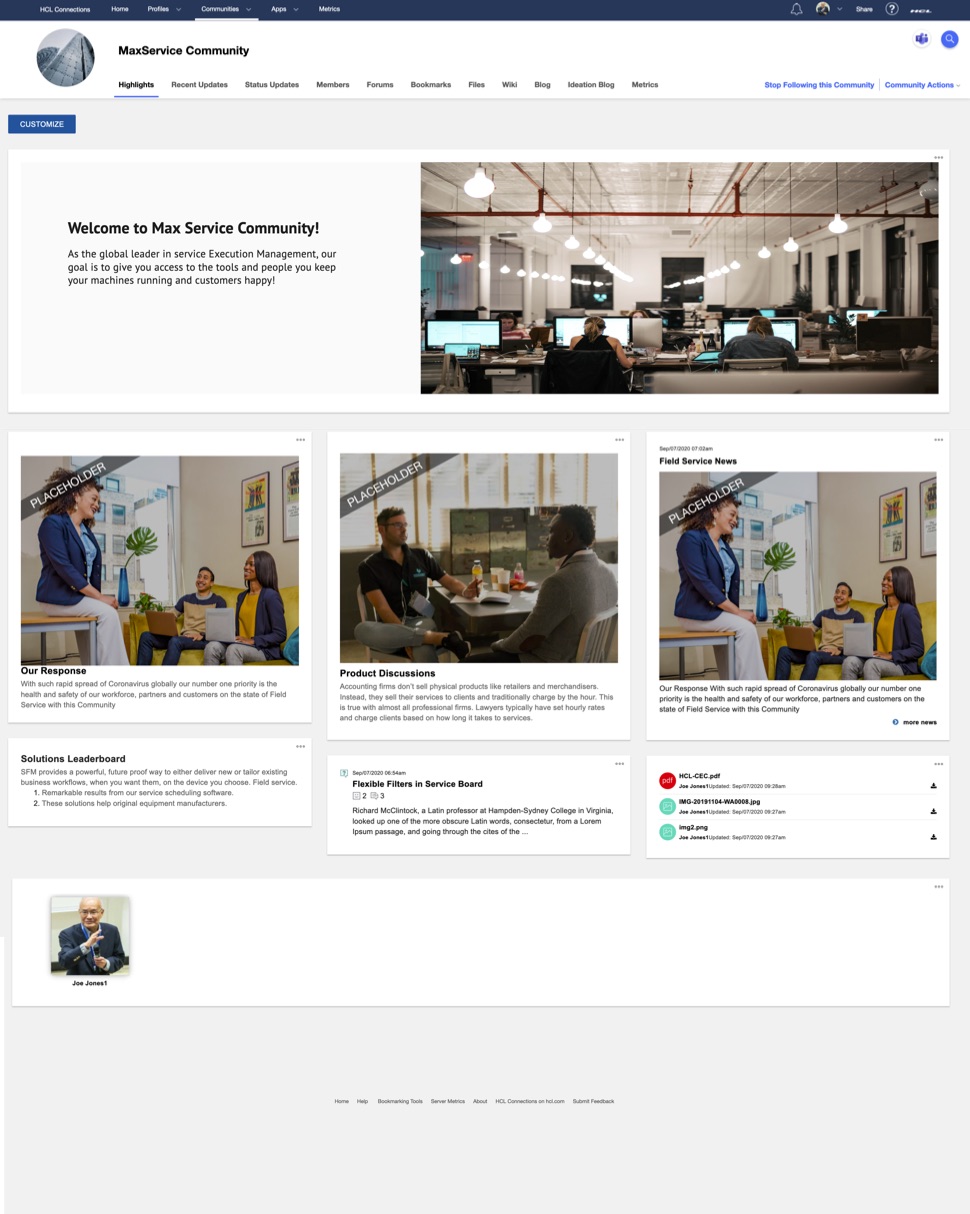 HCL Connections Home Profiles Communities Apps Metrics Share ? HCL
MaxService Community
Highlights Recent Updates Status Updates Members Forums Bookmarks Files Wiki Blog Ideation Blog Metrics Stop Following this Community Community Actions
CUSTOMIZE
Welcome to Max Service Community!
As the global leader in service Execution Management, our
goal is to give you access to the tools and people you keep
your machines running and customers happy!
PLACEHOLDER
Our Response
With such rapid spread of Coronavirus globally our number one priority is the
health and safety of our workforce, partners and customers on the state of Field
Service with this Community
PLACEHOLDER
Product Discussions
Accounting firms don't sell physical products like retailers and merchandisers.
Instead, they sell their services to clients and traditionally charge by the hour. This
is true with almost all professional firms. Lawyers typically have set hourly rates
and charge clients based on how long it takes to services.
Sep/07/2020 07:02am
Field Service News
PLACEHOLDER
Our Response With such rapid spread of Coronavirus globally our number one
priority is the health and safety of our workforce, partners and customers on the
state of Field Service with this Community
more news
Solutions Leaderboard
SFM provides a powerful, future proof way to either deliver new or tailor existing
business workflows, when you want them, on the device you choose. Field service.
1. Remarkable results from our service scheduling software.
2. These solutions help original equipment manufacturers.
Sep/07/2020 06:54am
Flexible Filters in Service Board
2 3
Richard McClintock, a Latin professor at Hampden-Sydney College in Virginia,
looked up one of the more obscure Latin words, consectetur, from a Lorem
Ipsum passage, and going through the cites of the ...
pdf
HCL-CEC.pdf
Joe Jones1Updated: Sep/07/2020 09:28am
IMG-20191104-WA0008.jpg
Joe Jones1Updated: Sep/07/2020 09:27am
img2.png
Joe Jones1Updated: Sep/07/2020 09:27am
Joe Jones1
Home Help Bookmarking Tools Server Metrics About HCL Connections on hcl.com Submit Feedback